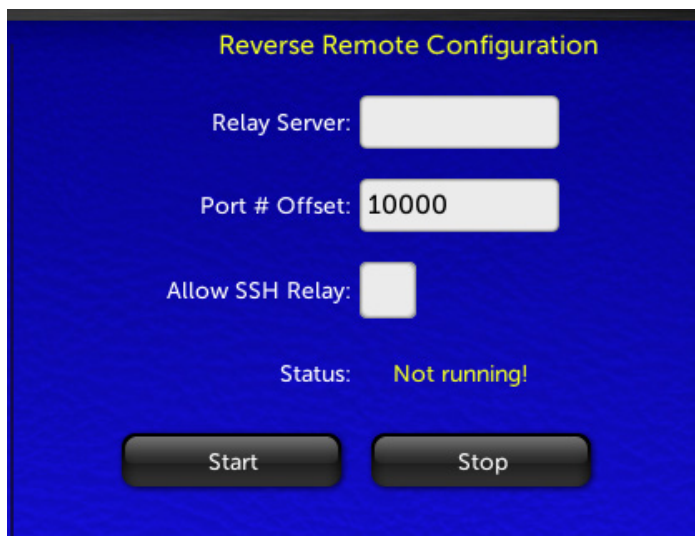 Reverse Remote Configuration
Relay Server:
Port # Offset: 10000
Allow SSH Relay:
Status: Not running!
Start Stop